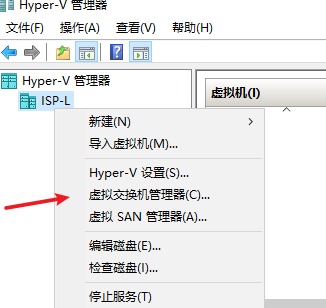 Hyper-V 管理器
文件(F) 操作(A) 查看(V) 帮助(H)
Hyper-V 管理器
ISP-L
虚拟机(I)
新建(N)
导入虚拟机(M)...
Hyper-V 设置(S)...
虚拟交换机管理器(C)...
虚拟 SAN 管理器(A)...
编辑磁盘(E)...
检查磁盘(I)...
停止服务(T)